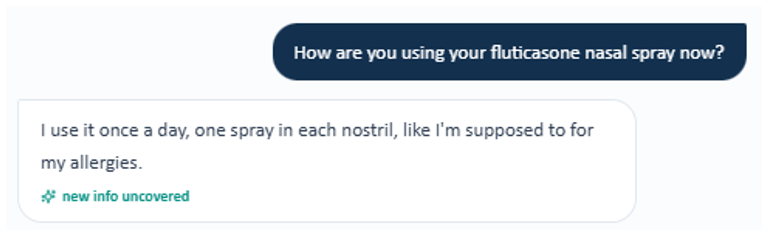 How are you using your fluticasone nasal spray now?
I use it once a day, one spray in each nostril, like I'm supposed to for
my allergies.
new info uncovered